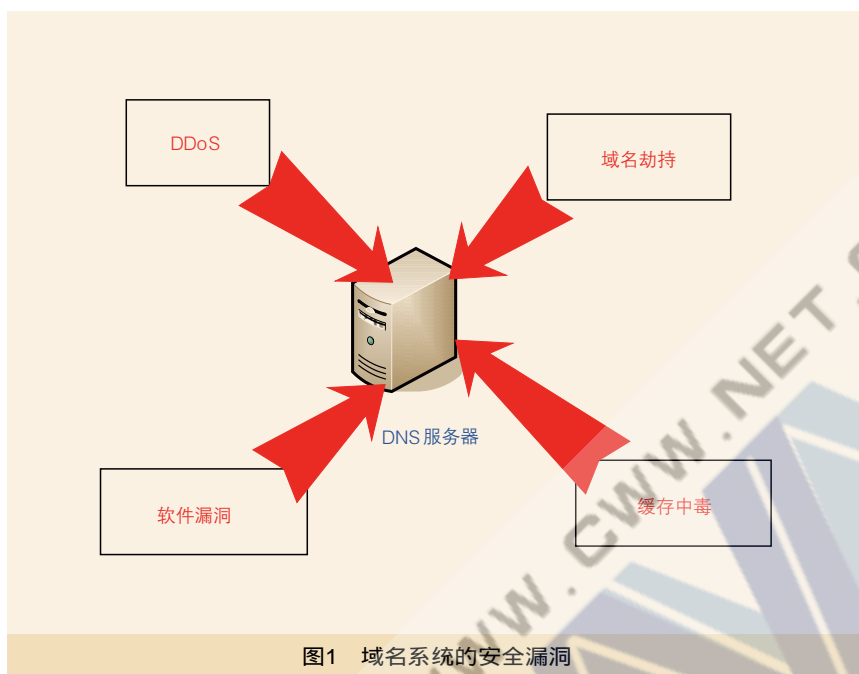 DDoS
域名劫持
DNS服务器
软件漏洞
缓存中毒
WWW.CWW.NET.
图1 域名系统的安全漏洞